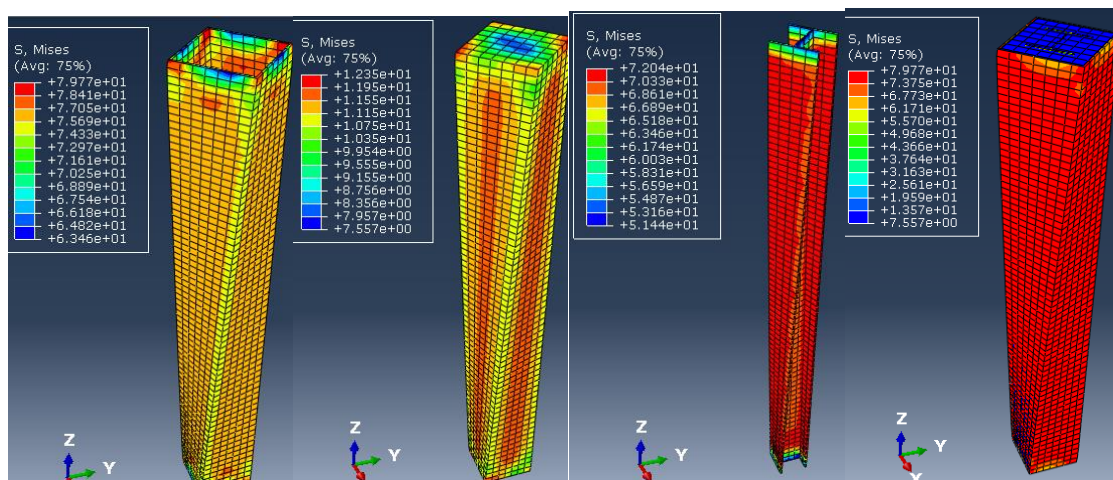 S, Mises
(Avg: 75%)
+7.977e+01
+7.841e+01
+7.705e+01
+7.569e+01
+7.433e+01
+7.297e+01
+7.161e+01
+7.025e+01
+6.889e+01
+6.754e+01
+6.618e+01
+6.482e+01
+6.346e+01
Z
Y
S, Mises
(Avg: 75%)
+1.235e+01
+1.195e+01
+1.155e+01
+1.115e+01
+1.075e+01
+1.035e+01
+9.954e+00
+9.555e+00
+9.155e+00
+8.756e+00
+8.356e+00
+7.957e+00
+7.557e+00
Z
Y
S, Mises
(Avg: 75%)
+7.204e+01
+7.033e+01
+6.861e+01
+6.689e+01
+6.518e+01
+6.346e+01
+6.174e+01
+6.003e+01
+5.831e+01
+5.659e+01
+5.487e+01
+5.316e+01
+5.144e+01
Z
Y
S, Mises
(Avg: 75%)
+7.977e+01
+7.375e+01
+6.773e+01
+6.171e+01
+5.570e+01
+4.968e+01
+4.366e+01
+3.764e+01
+3.163e+01
+2.561e+01
+1.959e+01
+1.357e+01
+7.557e+00
Z
Y
X